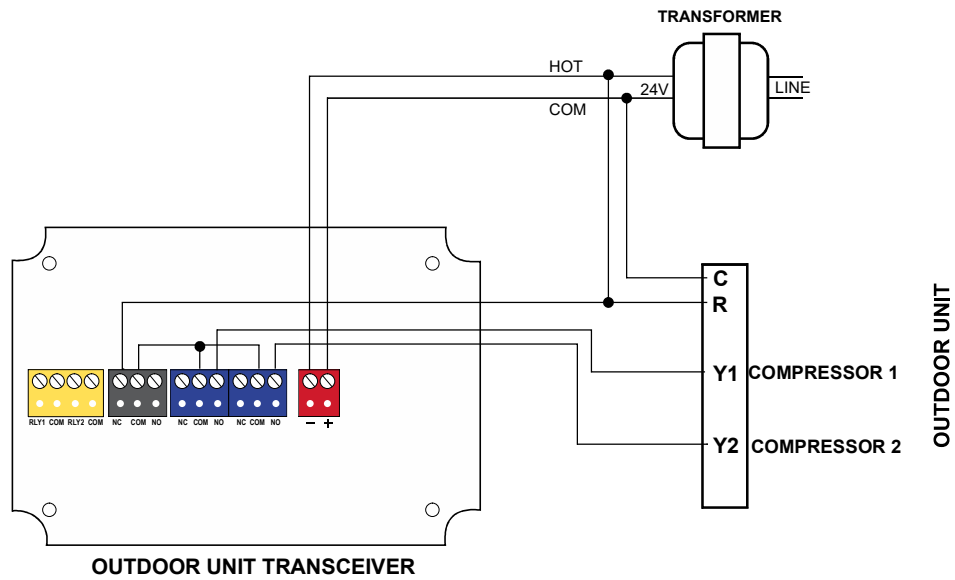 TRANSFORMER
HOT
24V
LINE
COM
C
R
Y1 COMPRESSOR 1
Y2 COMPRESSOR 2
OUTDOOR UNIT
RLY1 COM RLY2 COM NC COM NO NC COM NO NC COM NO − +
OUTDOOR UNIT TRANSCEIVER